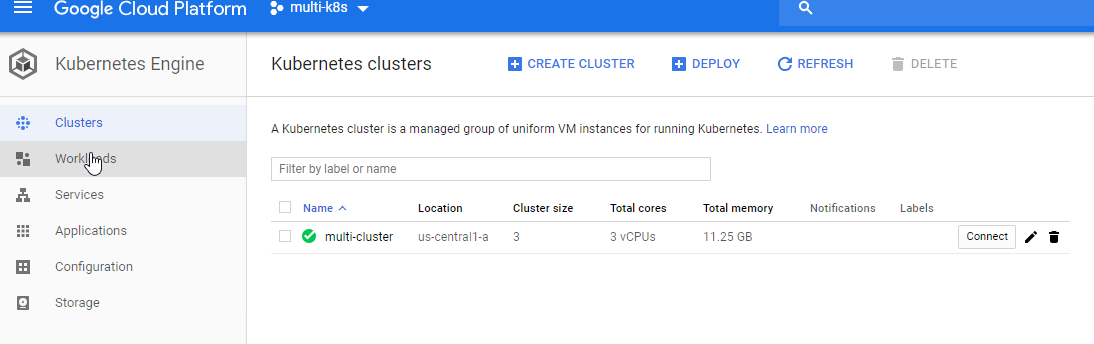 Google Cloud Platform
multi-k8s
Kubernetes Engine
Clusters
Workloads
Services
Applications
Configuration
Storage
Kubernetes clusters
CREATE CLUSTER
DEPLOY
REFRESH
DELETE
A Kubernetes cluster is a managed group of uniform VM instances for running Kubernetes. Learn more
Filter by label or name
Name Location Cluster size Total cores Total memory Notifications Labels
multi-cluster us-central1-a 3 3 vCPUs 11.25 GB Connect